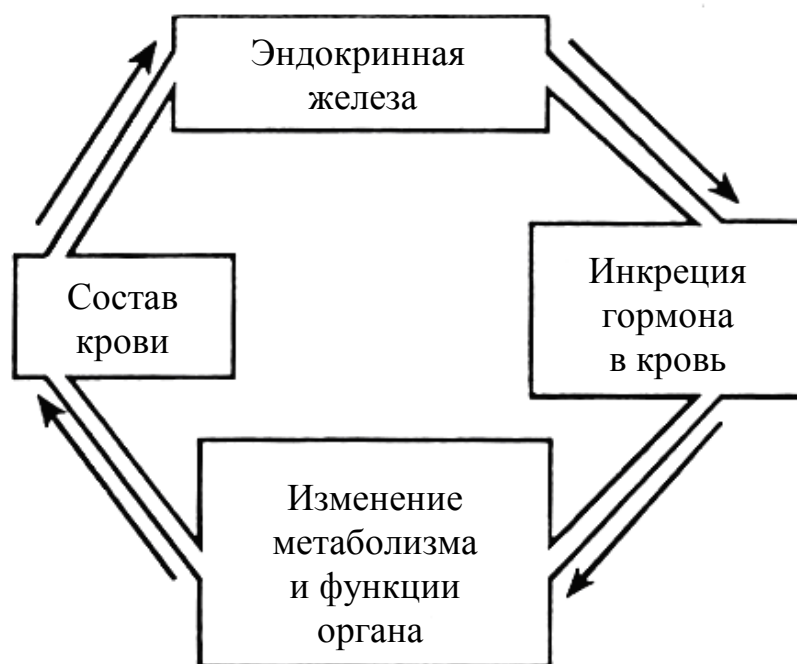 Эндокринная
железа
Состав
крови
Инкреция
гормона
в кровь
Изменение
метаболизма
и функции
органа